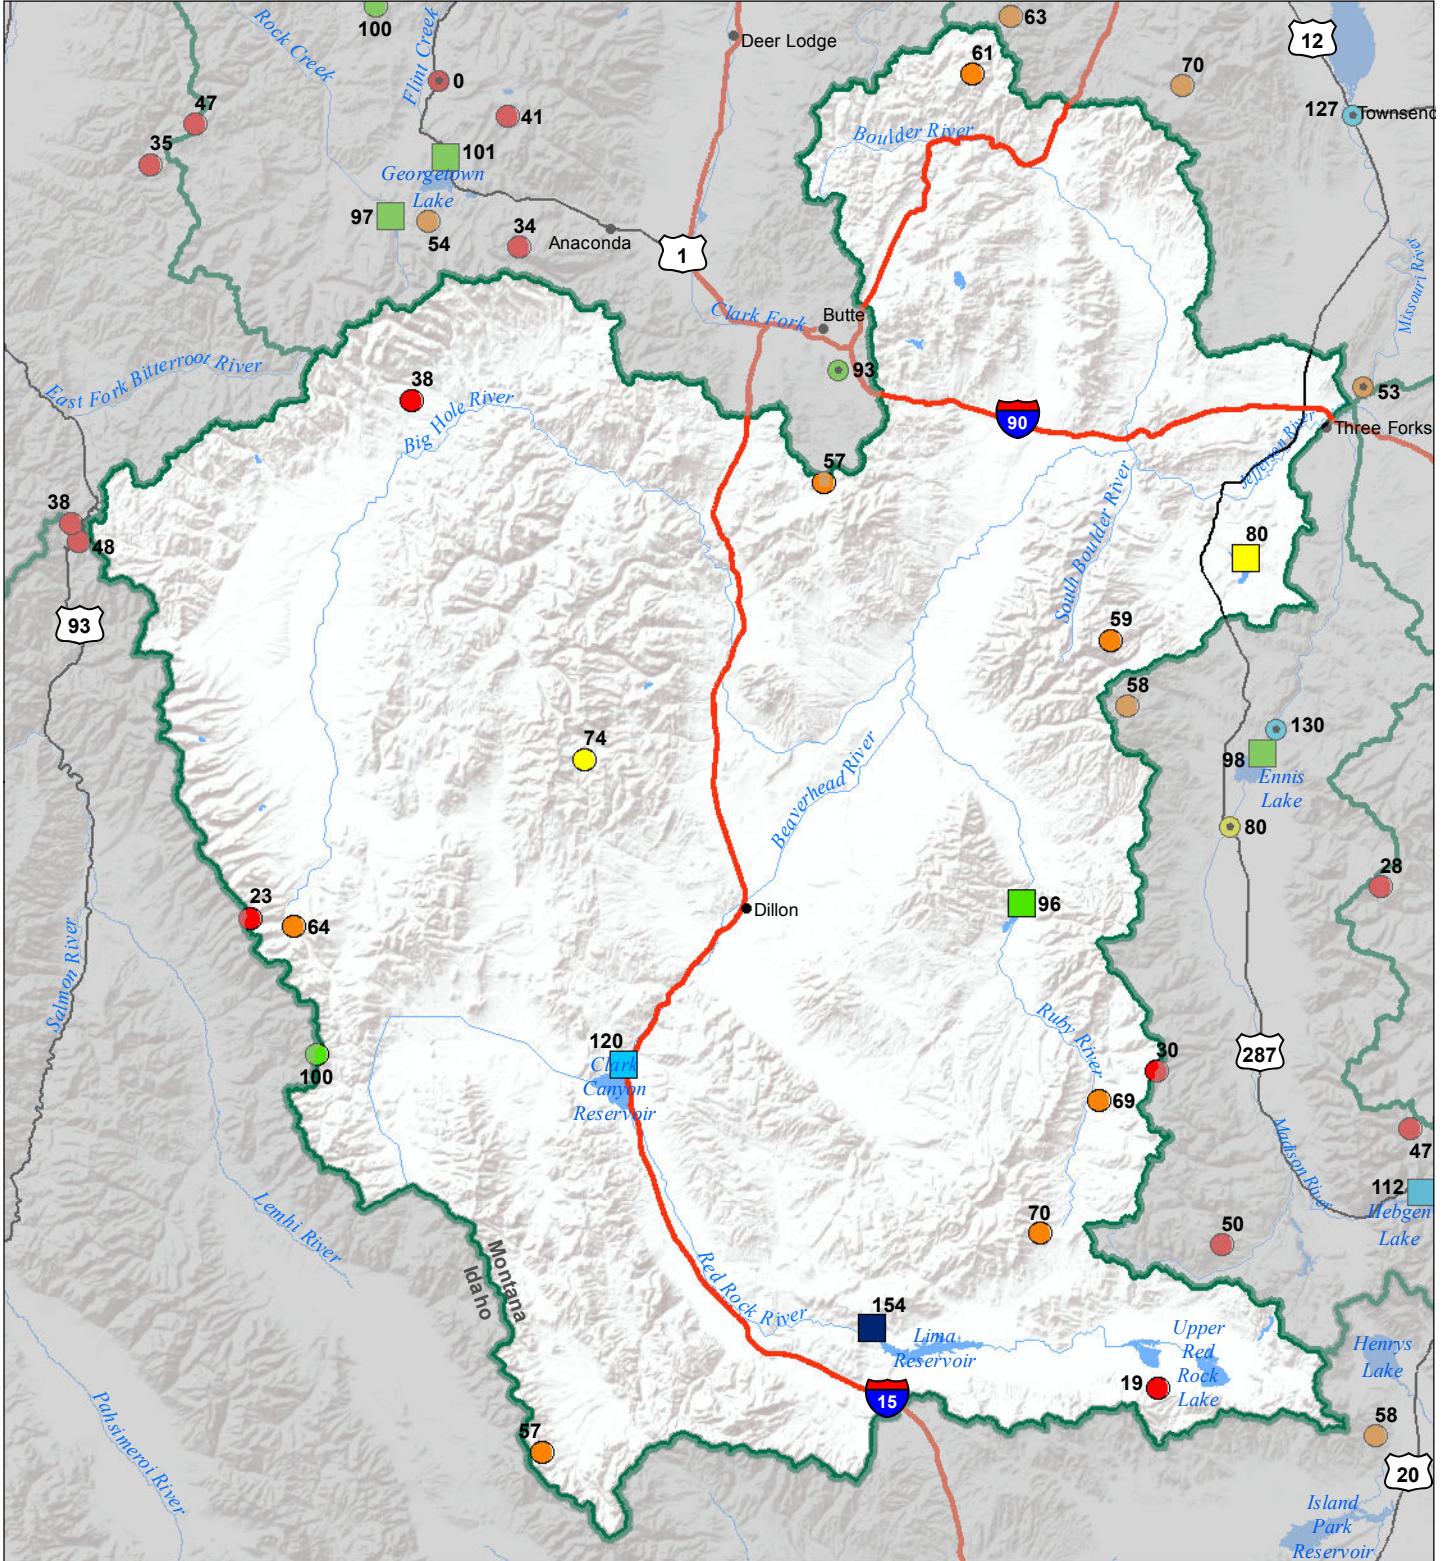 100
Rock Creek
Flint Creek
0
Deer Lodge
63
61
12
70
47
41
127
Townsend
35
101
Boulder River
Georgetown
Lake
97
54
34
Anaconda
1
Missouri River
Clark Fork
Butte
93
East Fork Bitterroot River
38
Big Hole River
53
90
Three Forks
Jefferson River
57
38
48
South Boulder River
80
93
59
58
74
130
98
Ennis
Lake
Beaverhead River
80
28
23
64
Dillon
96
Salmon River
Ruby River
120
Clark
Canyon
Reservoir
100
30
287
69
47
Madison River
112
Hebgen
Lake
Lemhi River
70
50
Montana
Idaho
Red Rock River
154
Lima
Reservoir
Upper
Red
Rock
Lake
Henrys
Lake
19
15
Pahsimeroi River
57
58
20
Island
Park
Reservoir